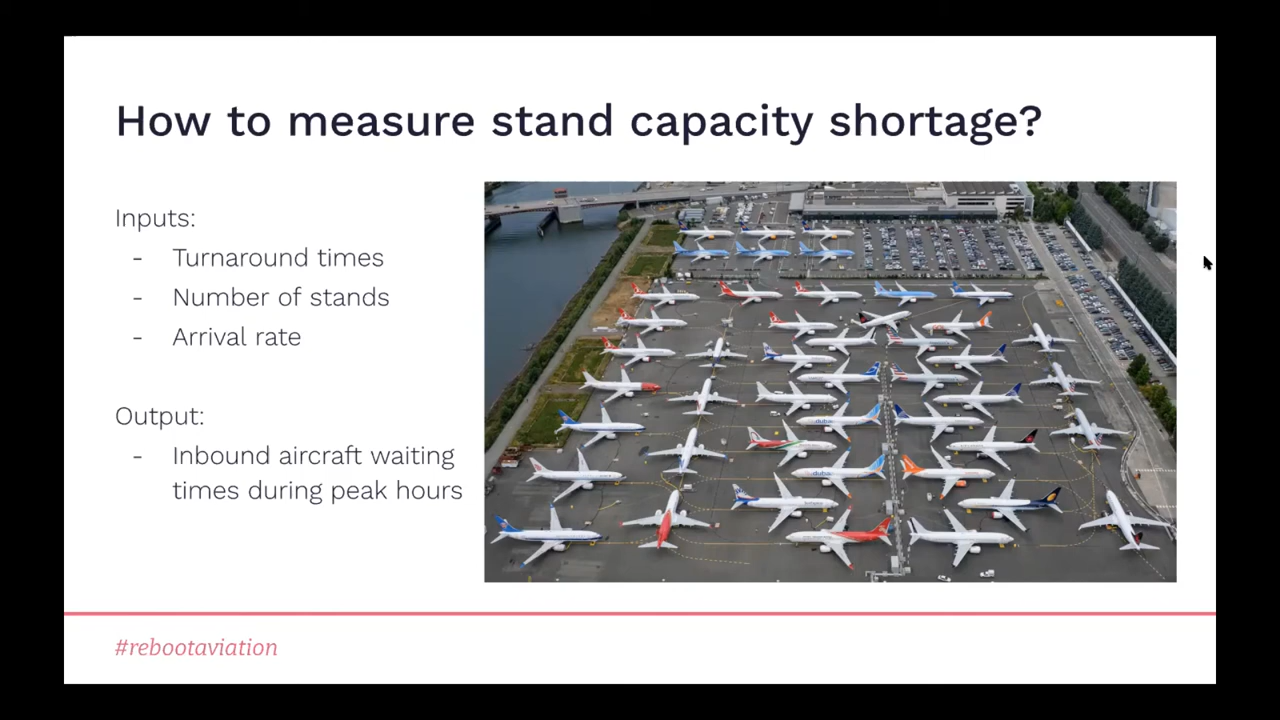 How to measure stand capacity shortage?
Inputs:
- Turnaround times
- Number of stands
- Arrival rate
Output:
- Inbound aircraft waiting
times during peak hours
#rebootaviation